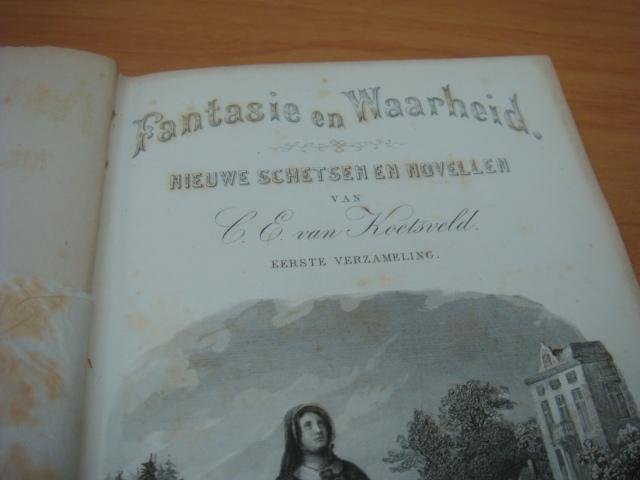 Fantasie en Waarheid.
NIEUWE SCHETSEN EN NOVELLEN
VAN
C. E. van Koetsveld.
EERSTE VERZAMELING.